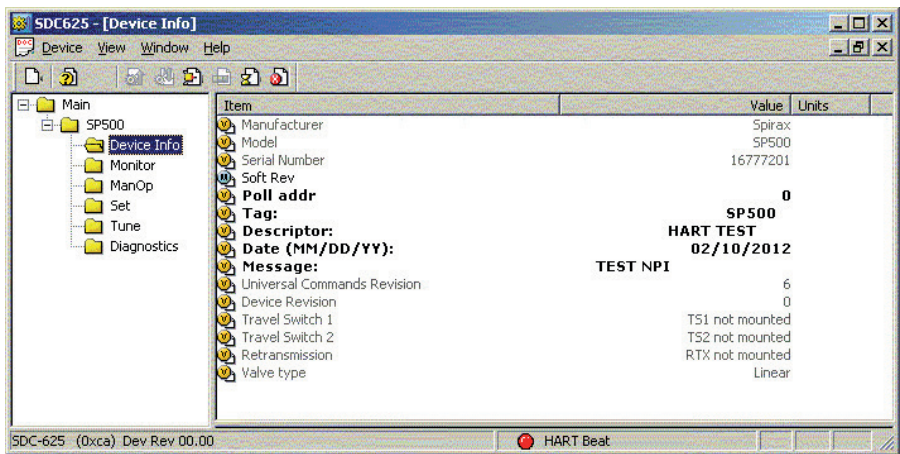 SDC625 - [Device Info]
Device View Window Help
Main
SP500
Device Info
Monitor
ManOp
Set
Tune
Diagnostics
Item Value Units
Manufacturer Spirax
Model SP500
Serial Number 16777201
Soft Rev
Poll addr 0
Tag: SP500
Descriptor: HART TEST
Date (MM/DD/YY): 02/10/2012
Message: TEST NPI
Universal Commands Revision 6
Device Revision 0
Travel Switch 1 TS1 not mounted
Travel Switch 2 TS2 not mounted
Retransmission RTX not mounted
Valve type Linear
SDC-625 (0xca) Dev Rev 00.00 HART Beat